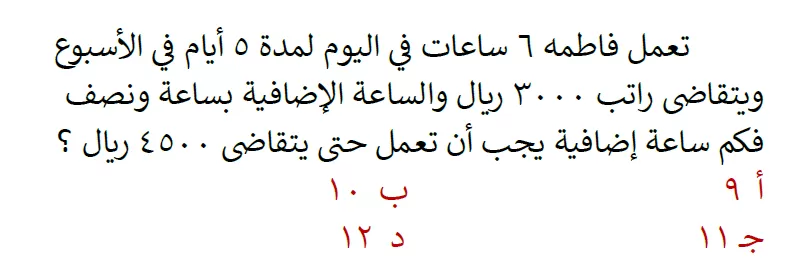 تعمل فاطمه ٦ ساعات في اليوم لمدة ٥ أيام في الأسبوع
ويتقاضى راتب ٣٠٠٠ ريال والساعة الإضافية بساعة ونصف
فكم ساعة إضافية يجب أن تعمل حتى يتقاضى ٤٥٠٠ ريال ؟
أ ٩ ب ١٠
جـ ١١ د ١٢